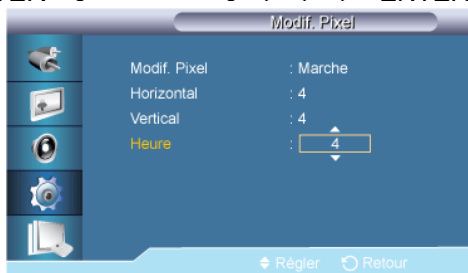 Modif. Pixel
Modif. Pixel : Marche
Horizontal : 4
Vertical : 4
Heure : 4
Régler Retour